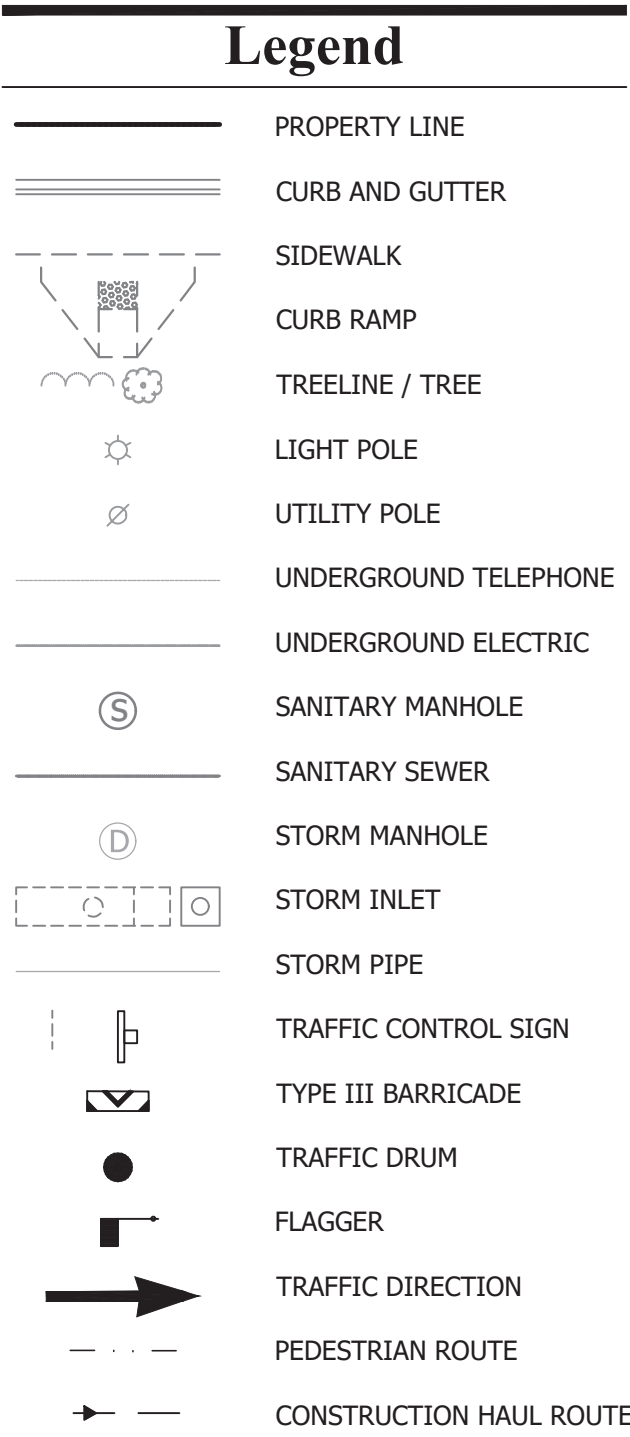 Legend
PROPERTY LINE
CURB AND GUTTER
SIDEWALK
CURB RAMP
TREELINE / TREE
LIGHT POLE
UTILITY POLE
UNDERGROUND TELEPHONE
UNDERGROUND ELECTRIC
S SANITARY MANHOLE
SANITARY SEWER
D STORM MANHOLE
STORM INLET
STORM PIPE
TRAFFIC CONTROL SIGN
TYPE III BARRICADE
TRAFFIC DRUM
FLAGGER
TRAFFIC DIRECTION
PEDESTRIAN ROUTE
CONSTRUCTION HAUL ROUTE